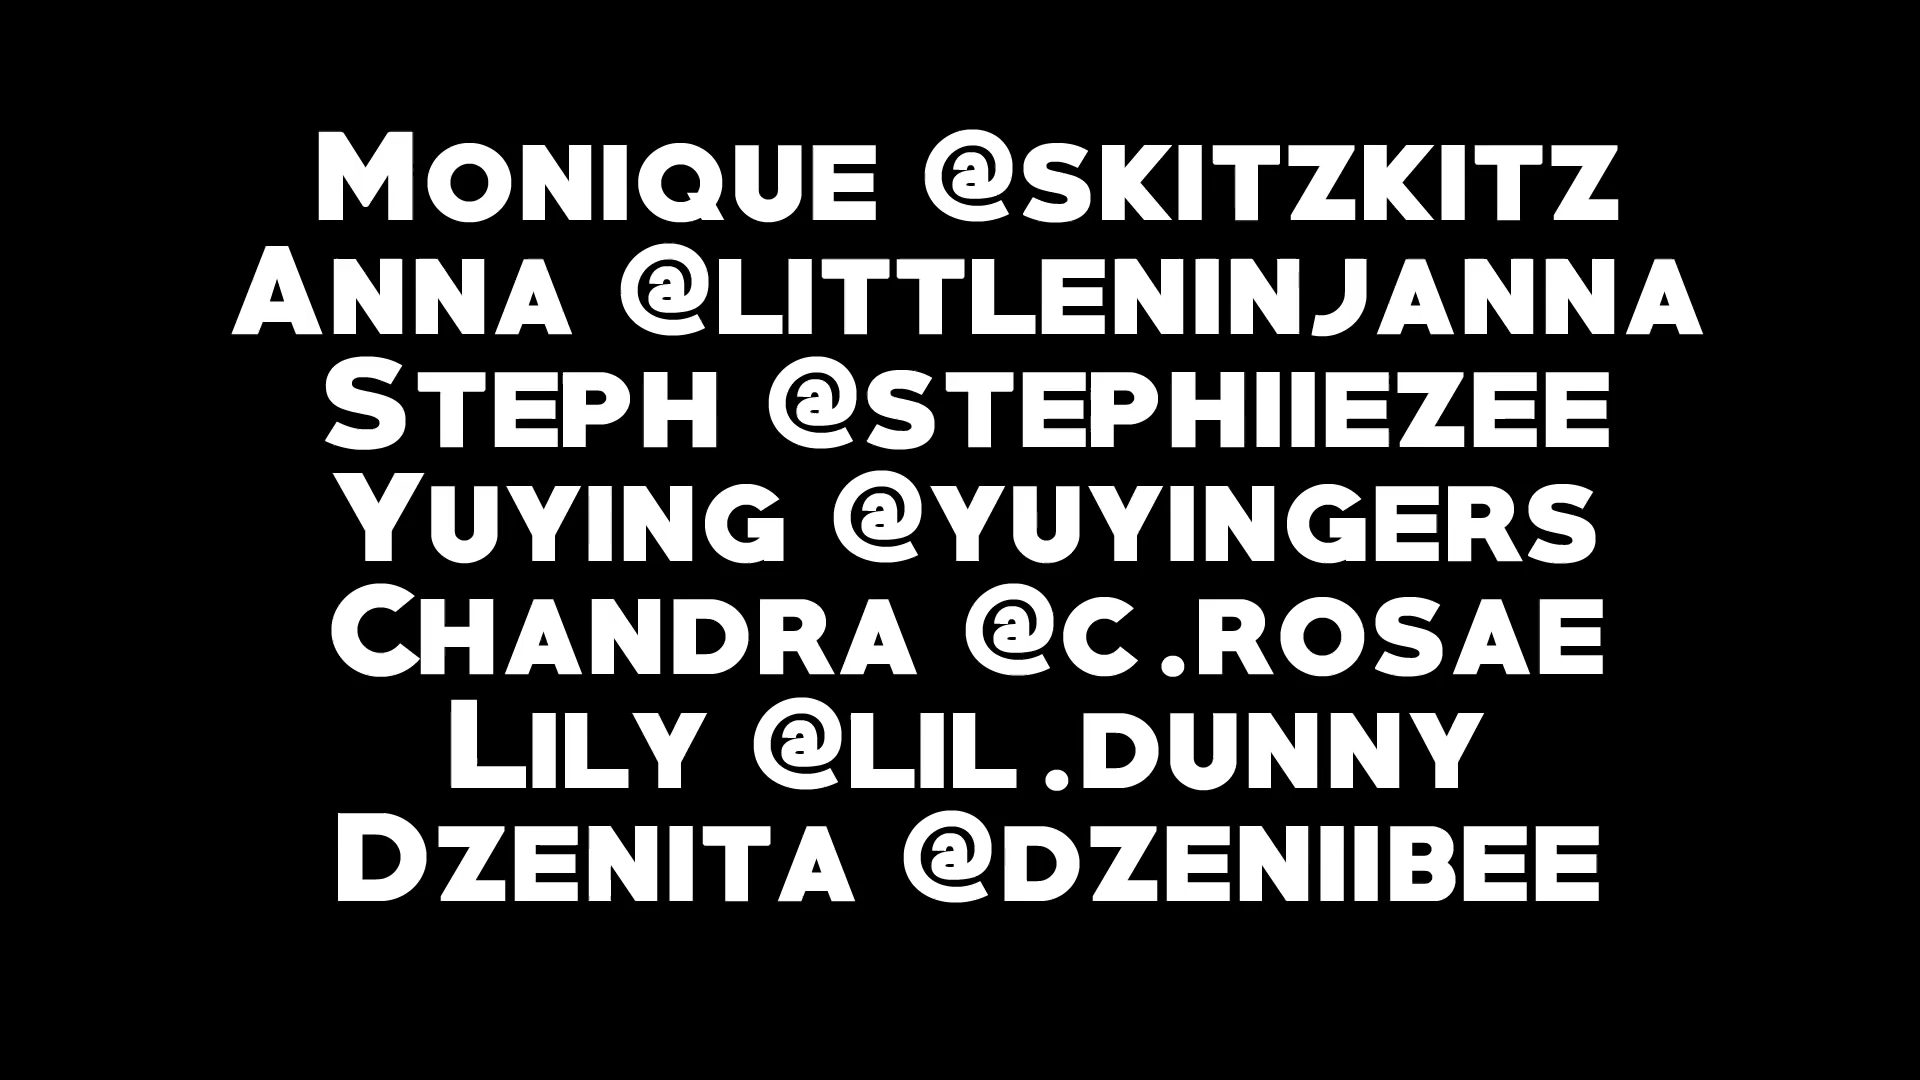 Monique @skitzkitz
Anna @littleninjanna
Steph @stephiiezee
Yuying @yuyingers
Chandra @c.rosae
Lily @lil.dunny
Dzenita @dzeniibee